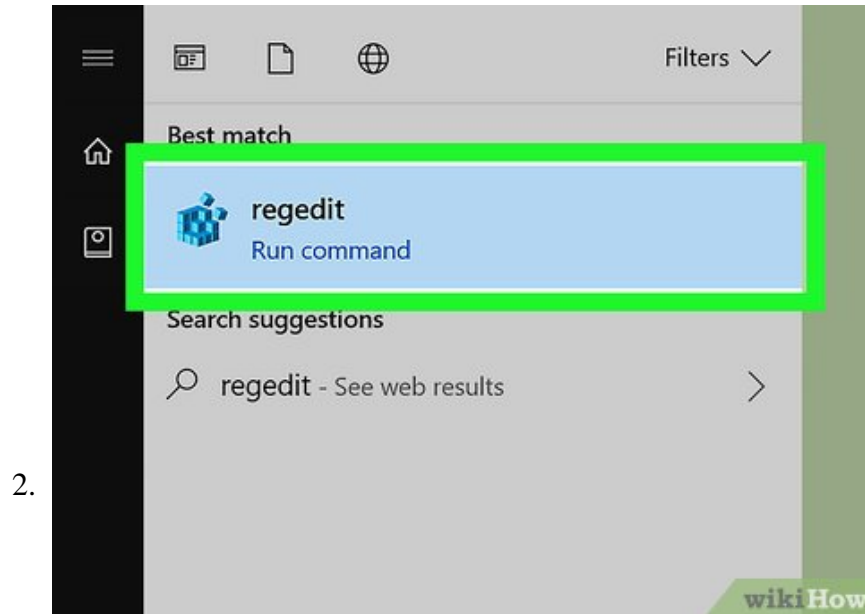 Filters
Best match
regedit
Run command
Search suggestions
regedit - See web results
2.
wikiHow